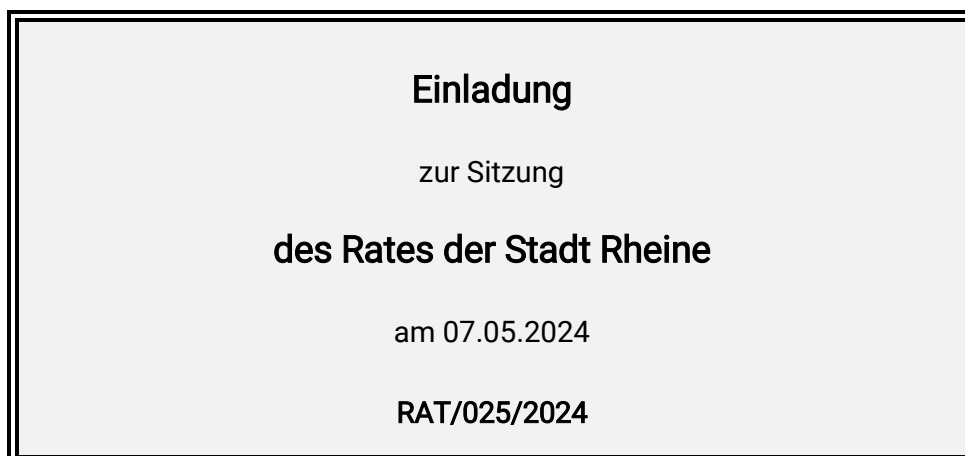 Einladung
zur Sitzung
des Rates der Stadt Rheine
am 07.05.2024
RAT/025/2024